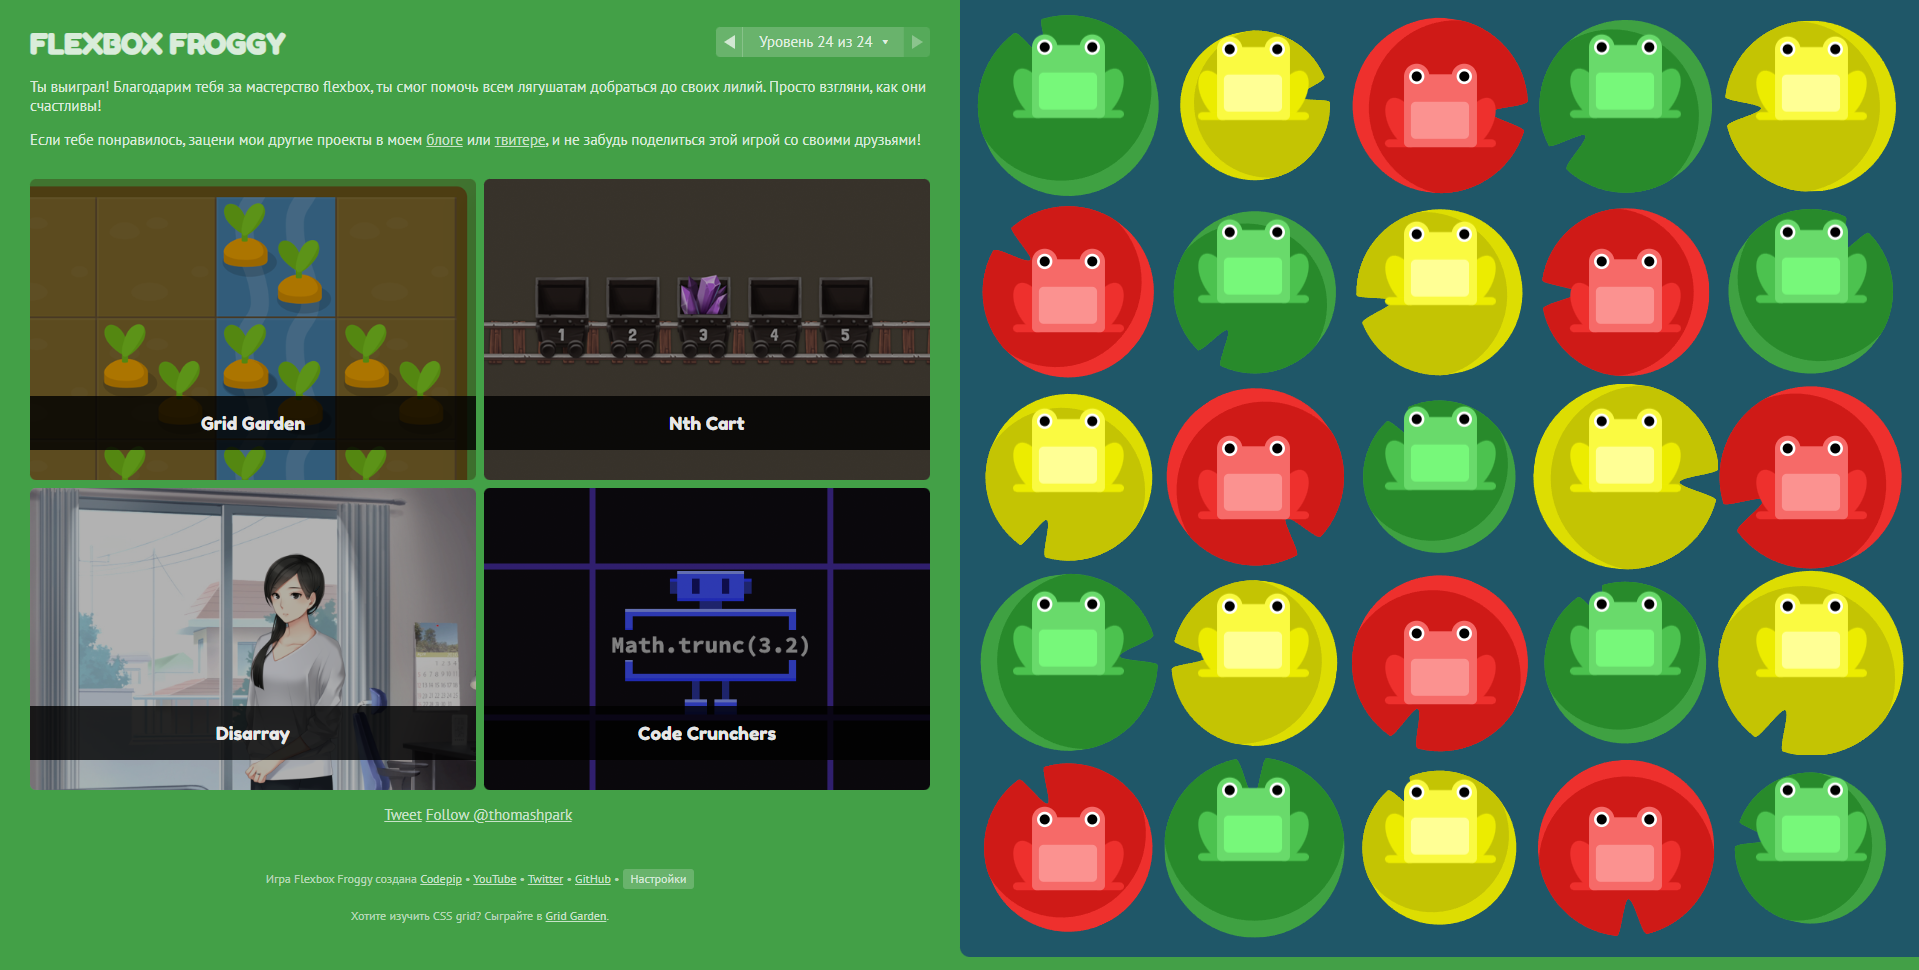 FLEXBOX FROGGY
Уровень 24 из 24
Ты выиграл! Благодарим тебя за мастерство flexbox, ты смог помочь всем лягушатам добраться до своих лилий. Просто взгляни, как они
счастливы!
Если тебе понравилось, зацени мои другие проекты в моем блоге или твитере, и не забудь поделиться этой игрой со своими друзьями!
1 2 3 4 5
Grid Garden
Nth Cart
Math.trunc(3.2)
Disarray
Code Crunchers
Tweet Follow @thomashpark
Игра Flexbox Froggy создана Codepip • YouTube • Twitter • GitHub • Настройки
Хотите изучить CSS grid? Сыграйте в Grid Garden.